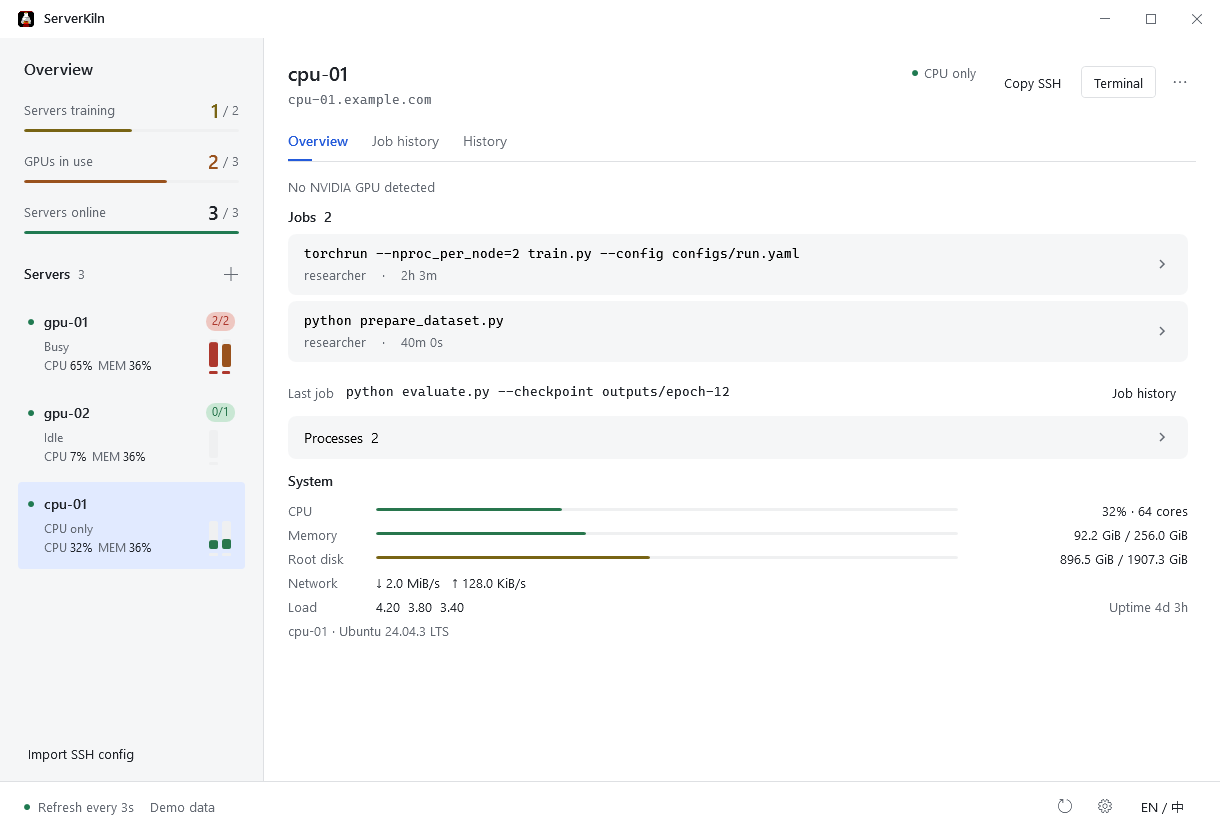 ServerKiln
Overview
Servers training 1 / 2
GPUs in use 2 / 3
Servers online 3 / 3
Servers 3
gpu-01 2/2
Busy
CPU 65% MEM 36%
gpu-02 0/1
Idle
CPU 7% MEM 36%
cpu-01
CPU only
CPU 32% MEM 36%
Import SSH config
cpu-01
cpu-01.example.com
CPU only
Copy SSH
Terminal
Overview Job history History
No NVIDIA GPU detected
Jobs 2
torchrun --nproc_per_node=2 train.py --config configs/run.yaml
researcher · 2h 3m
python prepare_dataset.py
researcher · 40m 0s
Last job python evaluate.py --checkpoint outputs/epoch-12 Job history
Processes 2
System
CPU 32% · 64 cores
Memory 92.2 GiB / 256.0 GiB
Root disk 896.5 GiB / 1907.3 GiB
Network ↓ 2.0 MiB/s ↑ 128.0 KiB/s
Load 4.20 3.80 3.40 Uptime 4d 3h
cpu-01 · Ubuntu 24.04.3 LTS
Refresh every 3s Demo data EN / 中